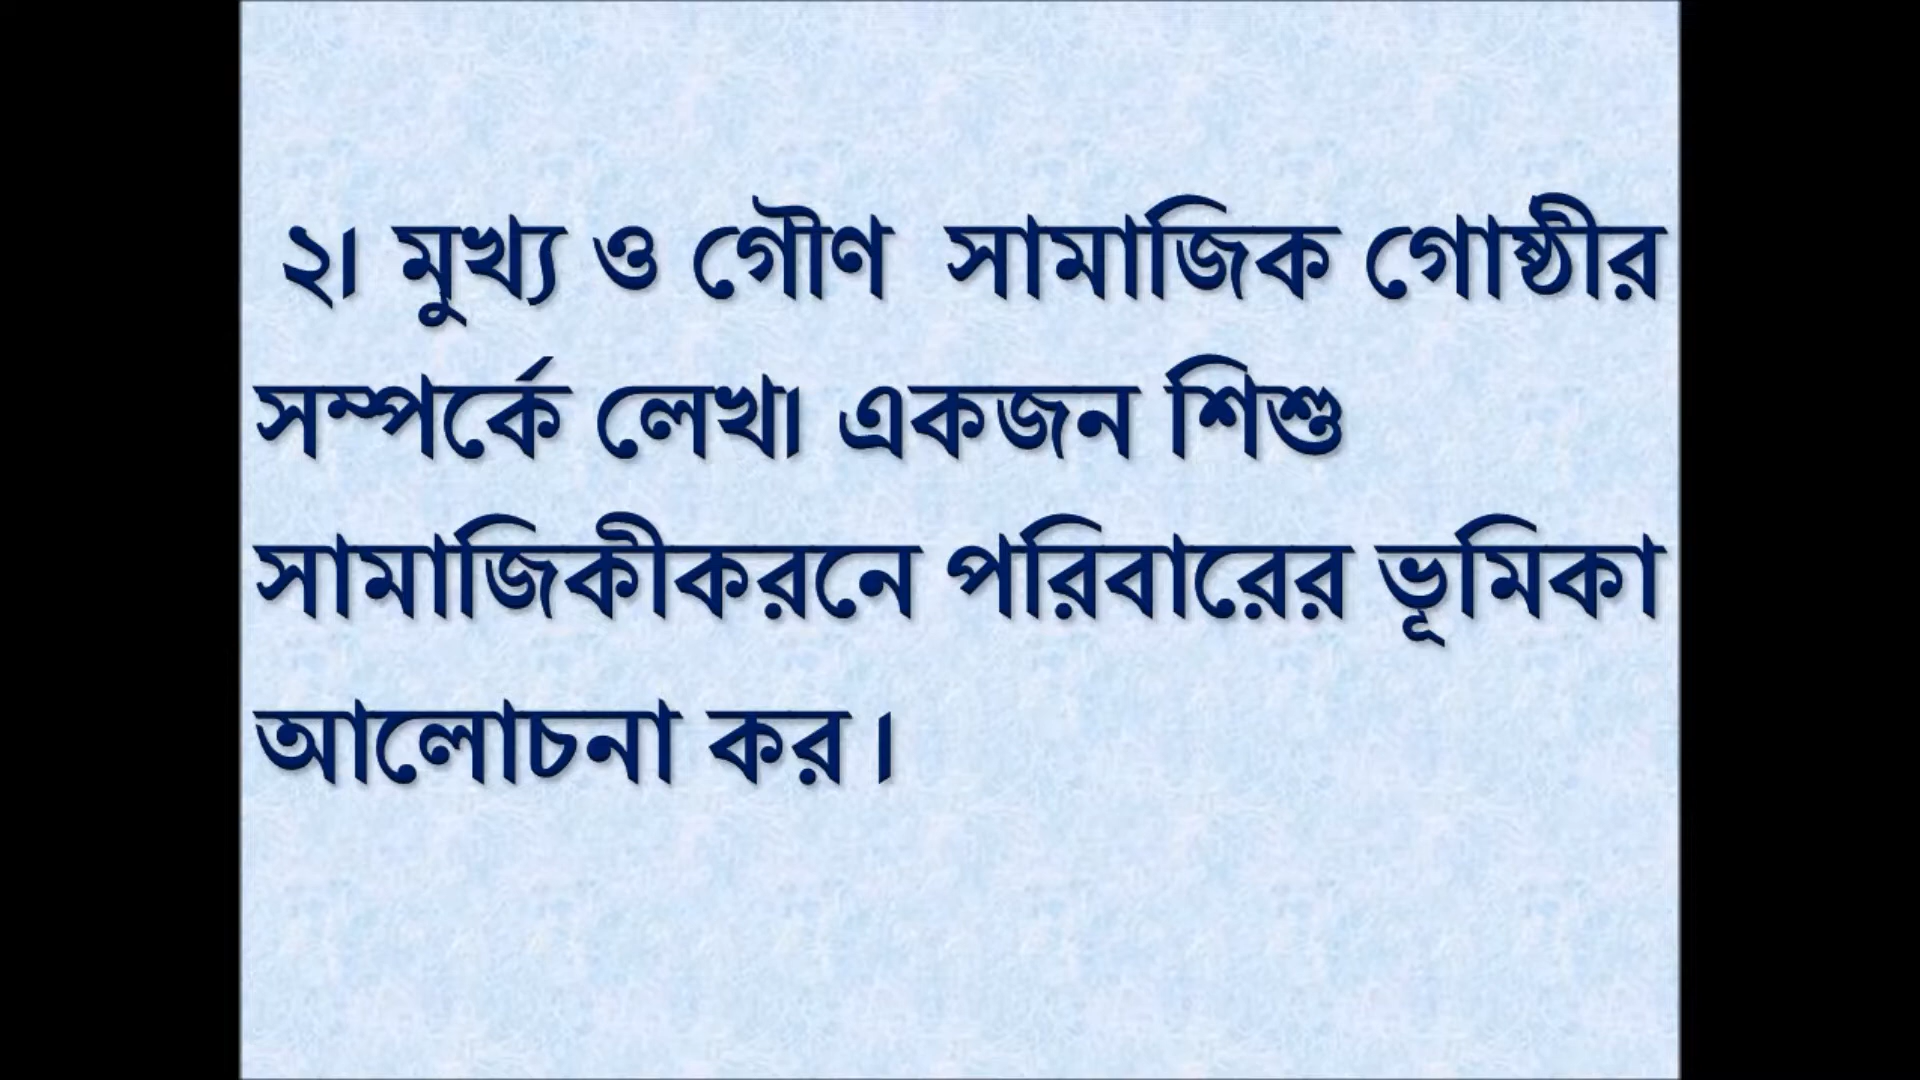 ২। মুখ্য ও গৌণ সামাজিক গোষ্ঠীর
সম্পর্কে লেখ। একজন শিশু
সামাজিকীকরনে পরিবারের ভূমিকা
আলোচনা কর।